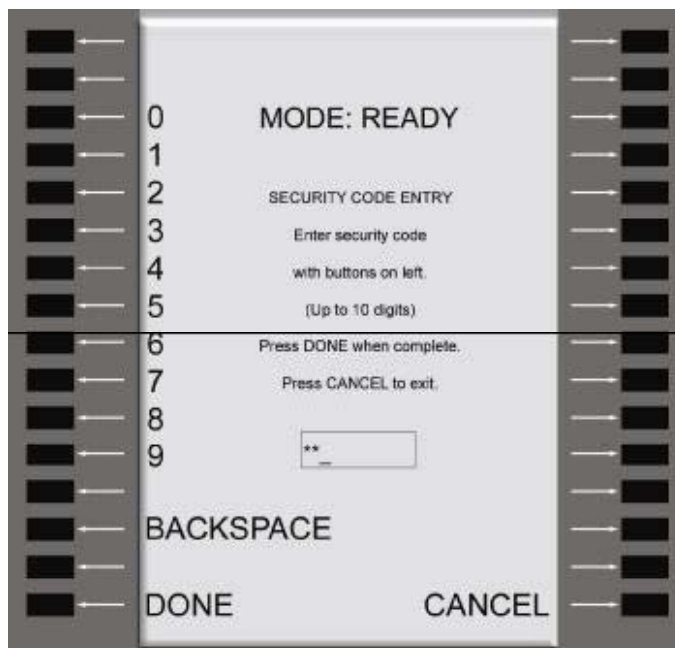 0 MODE: READY
1
2 SECURITY CODE ENTRY
3 Enter security code
4 with buttons on left.
5 (Up to 10 digits)
6 Press DONE when complete.
7 Press CANCEL to exit.
8
9 **_
BACKSPACE
DONE CANCEL